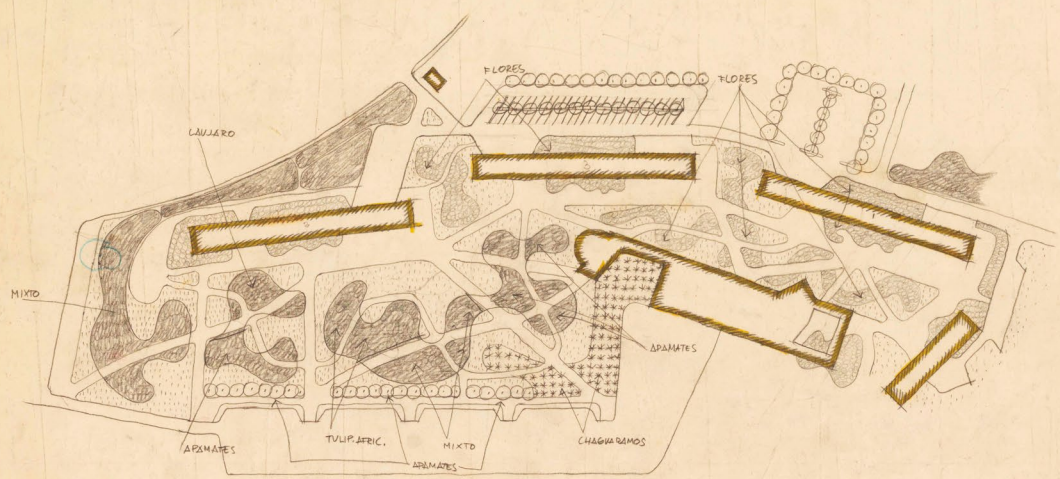 FLORES
FLORES
LAUJARO
MIXTO
APAMATES
APAMATES
TULIP. AFRIC.
MIXTO
CHAGUARAMOS
APAMATES